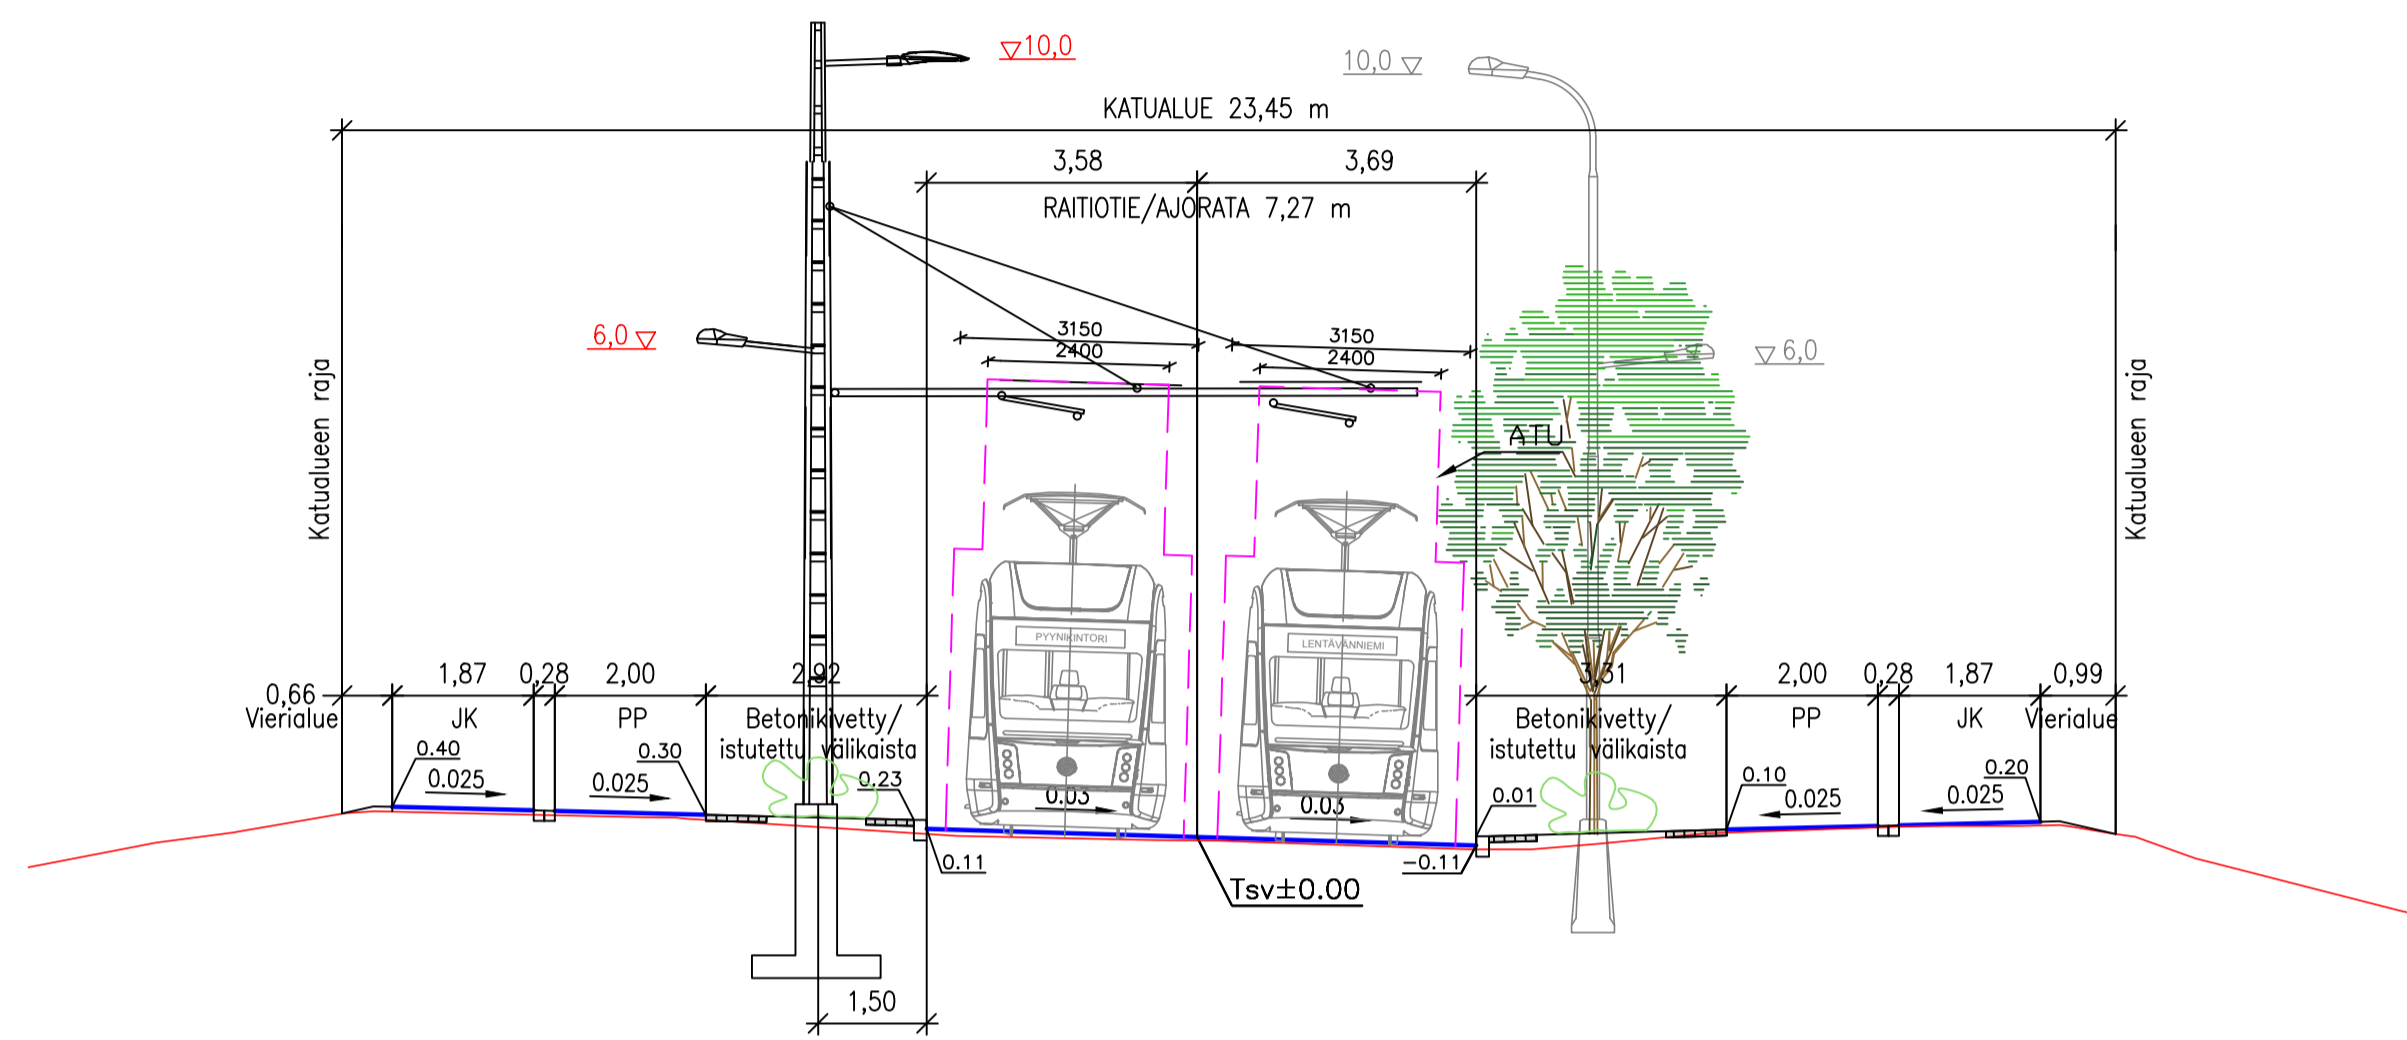 ▽10,0
10,0 ▽
KATUALUE 23,45 m
3,58
3,69
RAITIOTIE/AJORATA 7,27 m
6,0 ▽
3150
2400
3150
2400
▽ 6,0
Katualueen raja
Katualueen raja
ATU
PYYNIKINTORI
LENTÄVÄNNIEMI
0,66
1,87
0,28
2,00
2,92
3,31
2,00
0,28
1,87
0,99
Vierialue
JK
PP
Betonikivetty/
istutettu välikaista
Betonikivetty/
istutettu välikaista
PP
JK
Vierialue
0.40
0.025
0.30
0.025
0.23
0.03
0.03
0.01
0.10
0.025
0.20
0.025
0.11
-0.11
Tsv±0.00
1,50